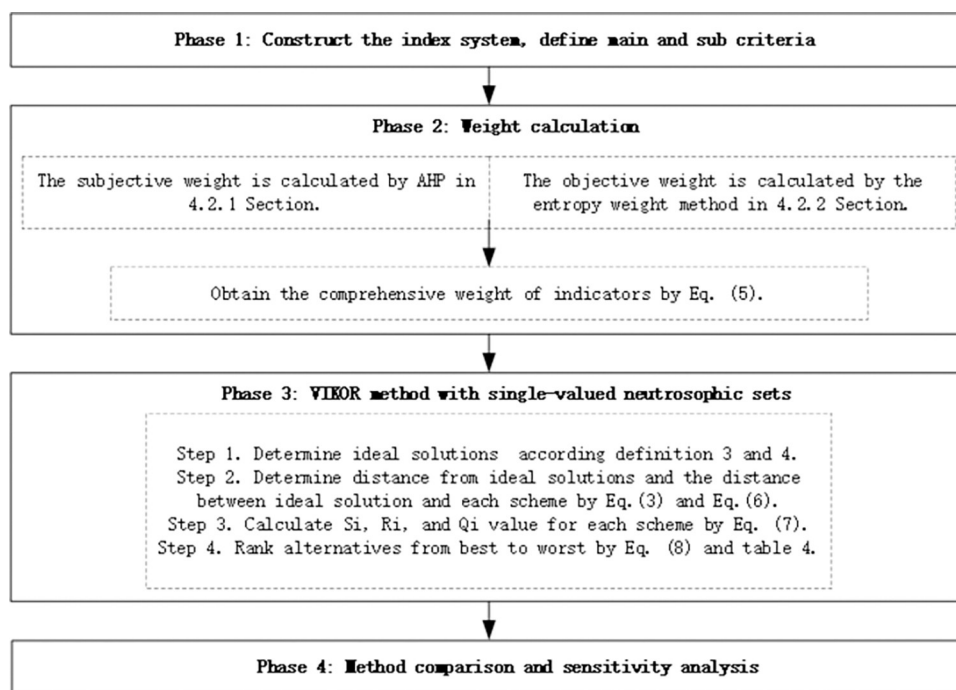 Phase 1: Construct the index system, define main and sub criteria
Phase 2: Weight calculation
The subjective weight is calculated by AHP in
4.2.1 Section.
The objective weight is calculated by the
entropy weight method in 4.2.2 Section.
Obtain the comprehensive weight of indicators by Eq. (5).
Phase 3: VIKOR method with single-valued neutrosophic sets
Step 1. Determine ideal solutions according definition 3 and 4.
Step 2. Determine distance from ideal solutions and the distance
between ideal solution and each scheme by Eq.(3) and Eq.(6).
Step 3. Calculate Si, Ri, and Qi value for each scheme by Eq. (7).
Step 4. Rank alternatives from best to worst by Eq. (8) and table 4.
Phase 4: Method comparison and sensitivity analysis